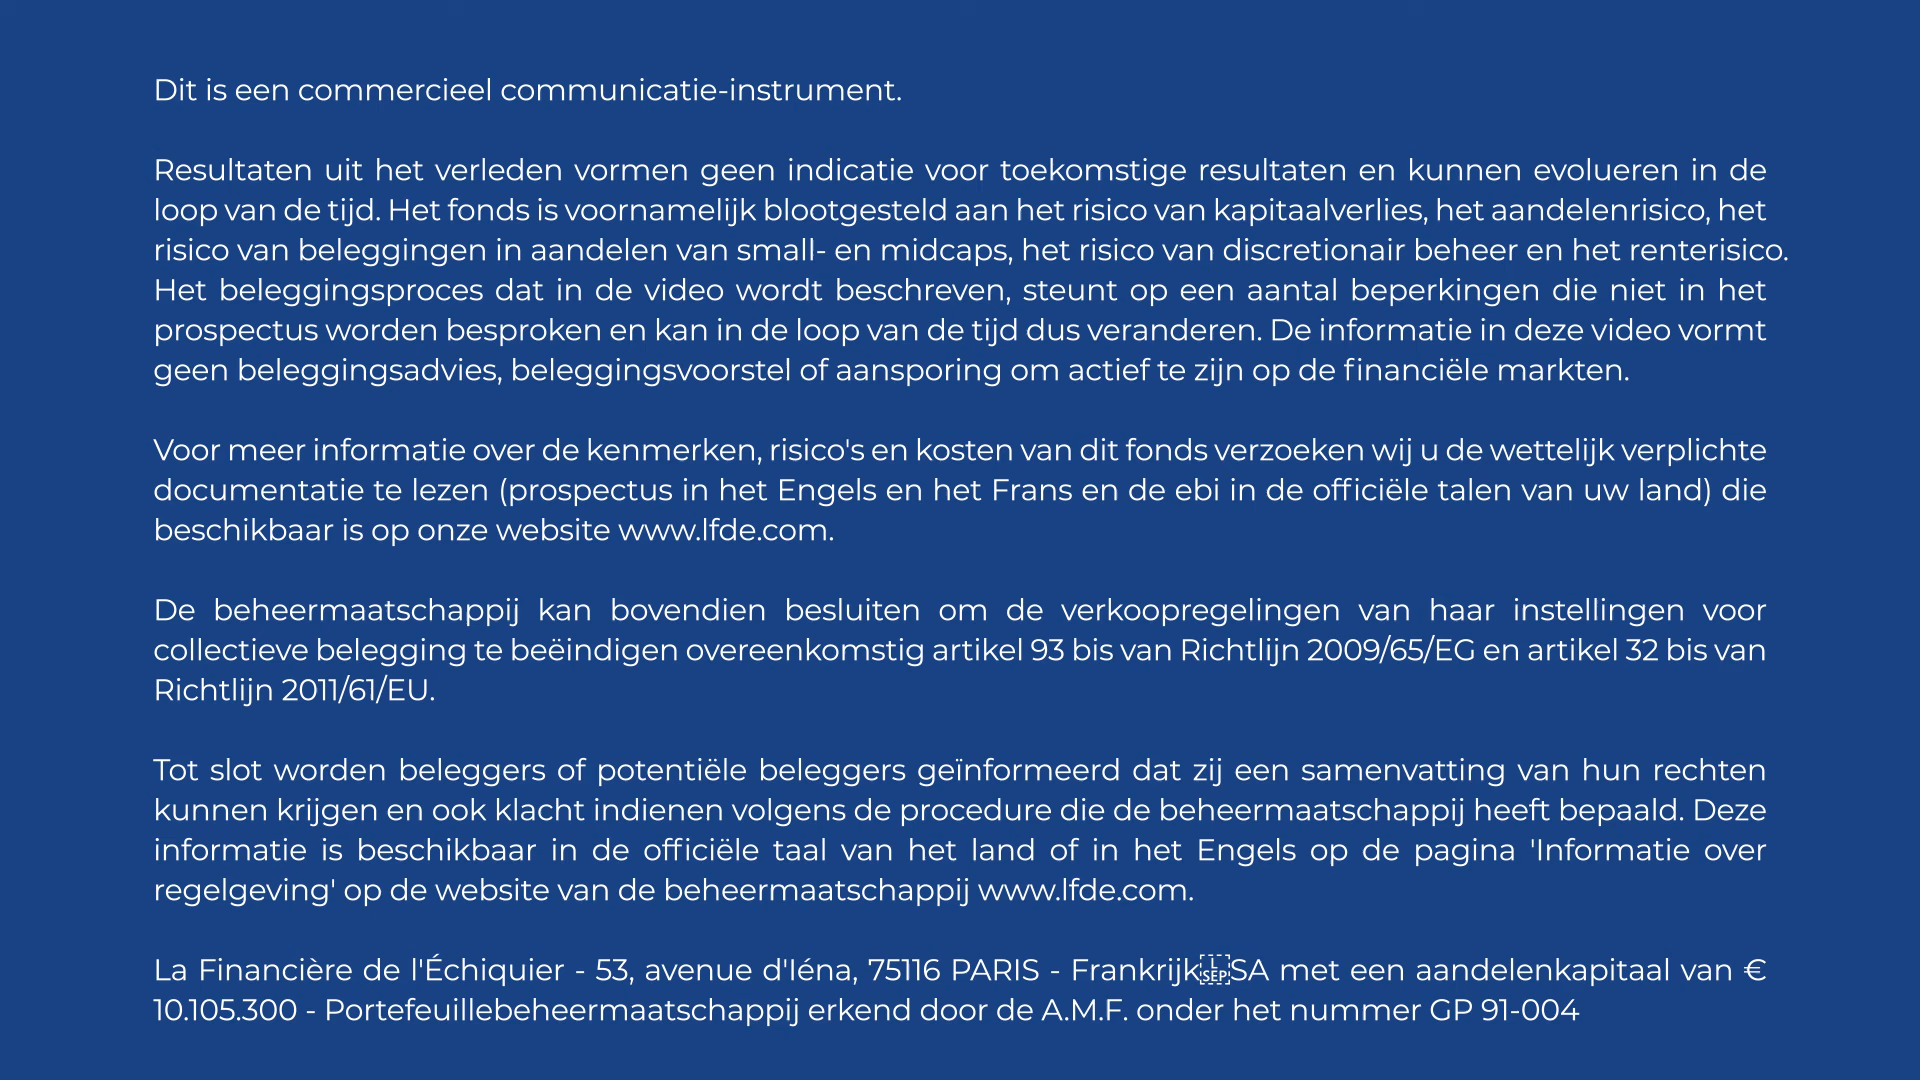 Dit is een commercieel communicatie-instrument.
Resultaten uit het verleden vormen geen indicatie voor toekomstige resultaten en kunnen evolueren in de
loop van de tijd. Het fonds is voornamelijk blootgesteld aan het risico van kapitaalverlies, het aandelenrisico, het
risico van beleggingen in aandelen van small- en midcaps, het risico van discretionair beheer en het renterisico.
Het beleggingsproces dat in de video wordt beschreven, steunt op een aantal beperkingen die niet in het
prospectus worden besproken en kan in de loop van de tijd dus veranderen. De informatie in deze video vormt
geen beleggingsadvies, beleggingsvoorstel of aansporing om actief te zijn op de financiële markten.
Voor meer informatie over de kenmerken, risico's en kosten van dit fonds verzoeken wij u de wettelijk verplichte
documentatie te lezen (prospectus in het Engels en het Frans en de ebi in de officiële talen van uw land) die
beschikbaar is op onze website www.lfde.com.
De beheermaatschappij kan bovendien besluiten om de verkoopregelingen van haar instellingen voor
collectieve belegging te beëindigen overeenkomstig artikel 93 bis van Richtlijn 2009/65/EG en artikel 32 bis van
Richtlijn 2011/61/EU.
Tot slot worden beleggers of potentiële beleggers geïnformeerd dat zij een samenvatting van hun rechten
kunnen krijgen en ook klacht indienen volgens de procedure die de beheermaatschappij heeft bepaald. Deze
informatie is beschikbaar in de officiële taal van het land of in het Engels op de pagina 'Informatie over
regelgeving' op de website van de beheermaatschappij www.lfde.com.
La Financière de l'Échiquier - 53, avenue d'Iéna, 75116 PARIS - Frankrijk LSEP SA met een aandelenkapitaal van €
10.105.300 - Portefeuillebeheermaatschappij erkend door de A.M.F. onder het nummer GP 91-004